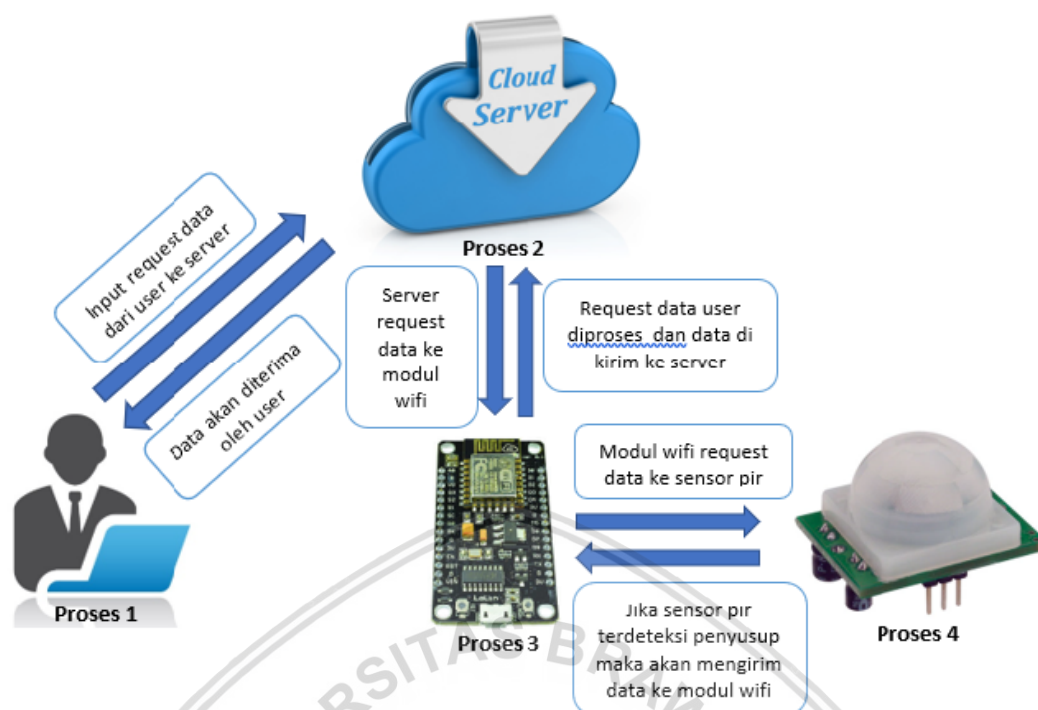 Cloud
Server
Proses 2
Input request data
dari user ke server
Data akan diterima
oleh user
Server
request
data ke
modul
wifi
Request data user
diproses dan data di
kirim ke server
Proses 1
Modul wifi request
data ke sensor pir
Proses 3
Jika sensor pir
terdeteksi penyusup
maka akan mengirim
data ke modul wifi
Proses 4
RSITAS BRAW